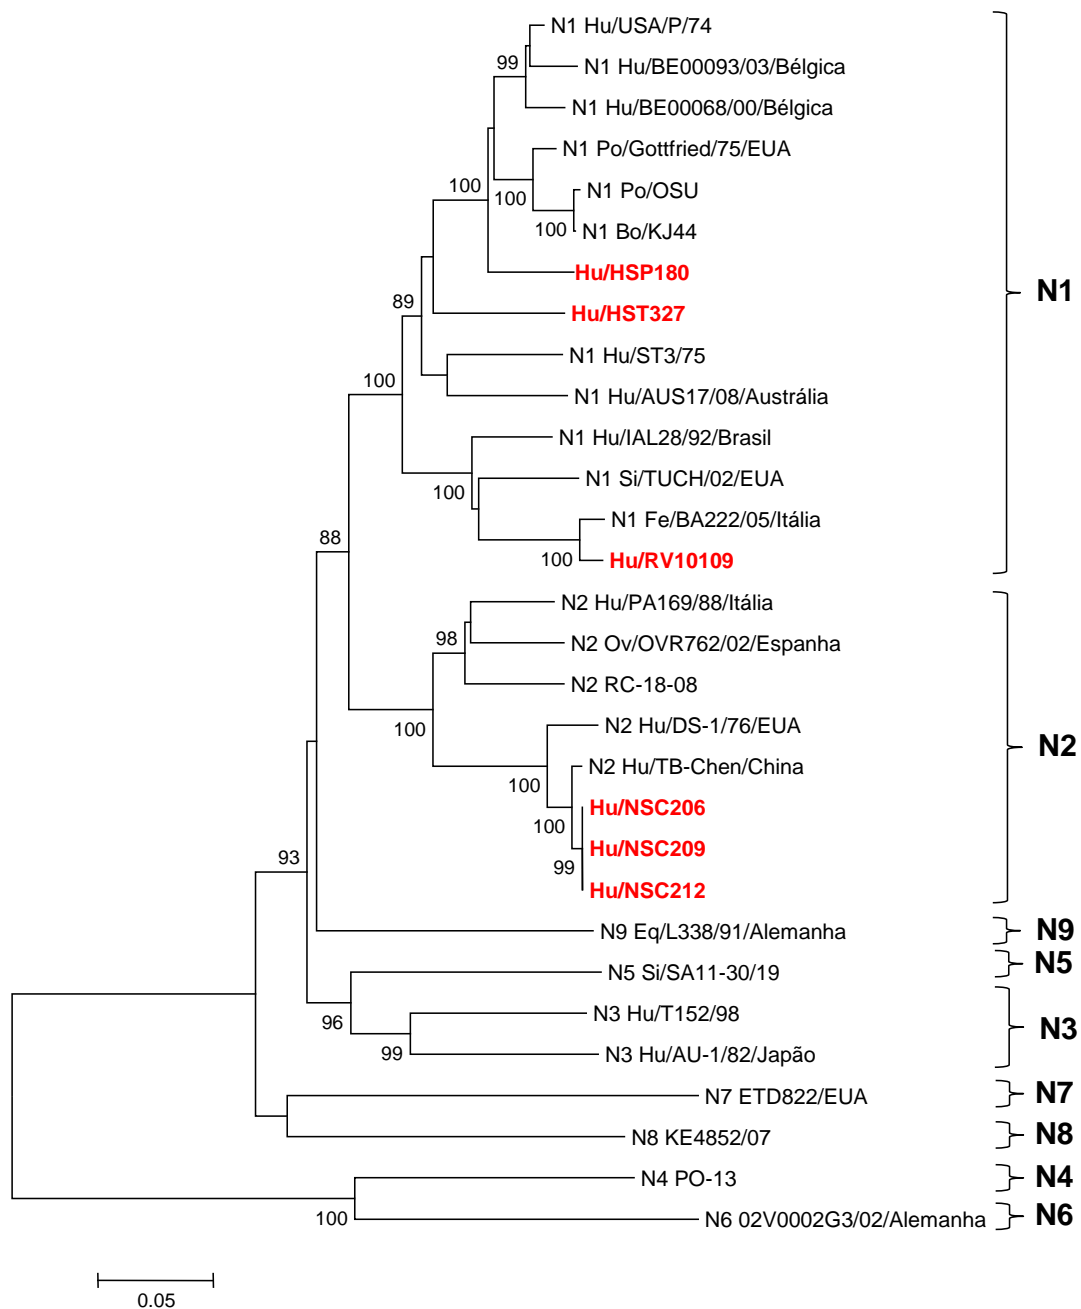 N1 Hu/USA/P/74
99
N1 Hu/BE00093/03/Bélgica
N1 Hu/BE00068/00/Bélgica
N1 Po/Gottfried/75/EUA
100
100
N1 Po/OSU
100
N1 Bo/KJ44
Hu/HSP180
N1
89
Hu/HST327
N1 Hu/ST3/75
100
N1 Hu/AUS17/08/Austrália
N1 Hu/IAL28/92/Brasil
N1 Si/TUCH/02/EUA
100
N1 Fe/BA222/05/Itália
88
100
Hu/RV10109
N2 Hu/PA169/88/Itália
98
N2 Ov/OVR762/02/Espanha
N2 RC-18-08
100
N2 Hu/DS-1/76/EUA
N2
N2 Hu/TB-Chen/China
100
Hu/NSC206
100
Hu/NSC209
93
99
Hu/NSC212
N9 Eq/L338/91/Alemanha
N9
N5 Si/SA11-30/19
N5
96
N3 Hu/T152/98
N3
99
N3 Hu/AU-1/82/Japão
N7 ETD822/EUA
N7
N8 KE4852/07
N8
N4 PO-13
N4
100
N6 02V0002G3/02/Alemanha
N6
0.05